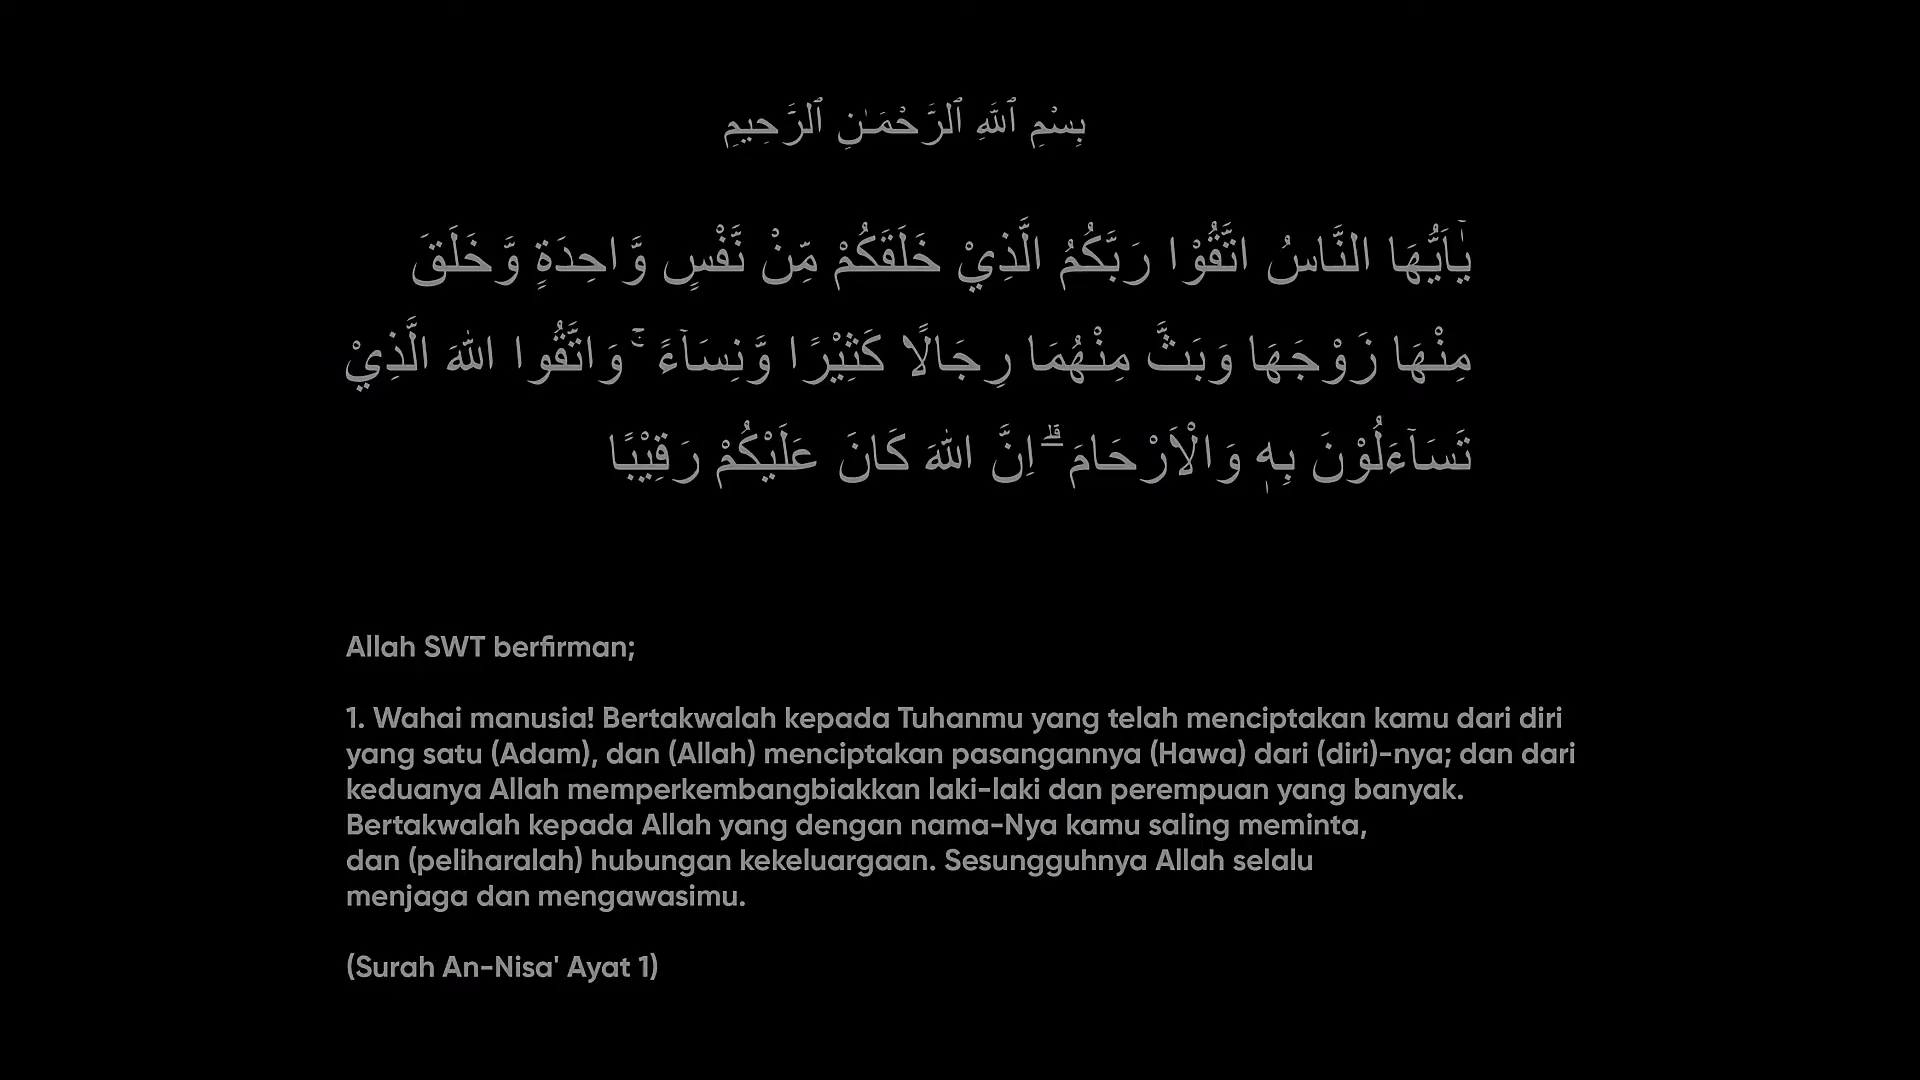 بِسْمِ ٱللَّهِ ٱلرَّحْمَـٰنِ ٱلرَّحِيمِ
يٰٓاَيُّهَا النَّاسُ اتَّقُوْا رَبَّكُمُ الَّذِيْ خَلَقَكُمْ مِّنْ نَّفْسٍ وَّاحِدَةٍ وَّخَلَقَ
مِنْهَا زَوْجَهَا وَبَثَّ مِنْهُمَا رِجَالًا كَثِيْرًا وَّنِسَاۤءً ۚ وَاتَّقُوا اللّٰهَ الَّذِيْ
تَسَاۤءَلُوْنَ بِهٖ وَالْاَرْحَامَ ۗ اِنَّ اللّٰهَ كَانَ عَلَيْكُمْ رَقِيْبًا
Allah SWT berfirman;
1. Wahai manusia! Bertakwalah kepada Tuhanmu yang telah menciptakan kamu dari diri
yang satu (Adam), dan (Allah) menciptakan pasangannya (Hawa) dari (diri)-nya; dan dari
keduanya Allah memperkembangbiakkan laki-laki dan perempuan yang banyak.
Bertakwalah kepada Allah yang dengan nama-Nya kamu saling meminta,
dan (peliharalah) hubungan kekeluargaan. Sesungguhnya Allah selalu
menjaga dan mengawasimu.
(Surah An-Nisa' Ayat 1)